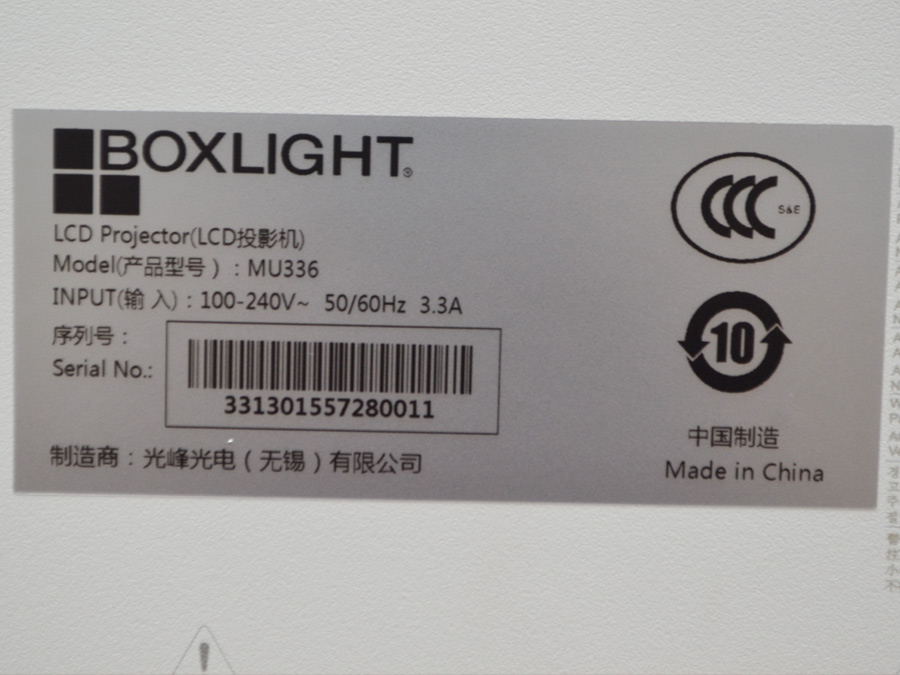 BOXLIGHT®
LCD Projector(LCD投影机)
Model(产品型号）: MU336
INPUT(输 入) : 100-240V~ 50/60Hz 3.3A
序列号：
Serial No.:
331301557280011
制造商：光峰光电（无锡）有限公司
CCC S&E
10
中国制造
Made in China